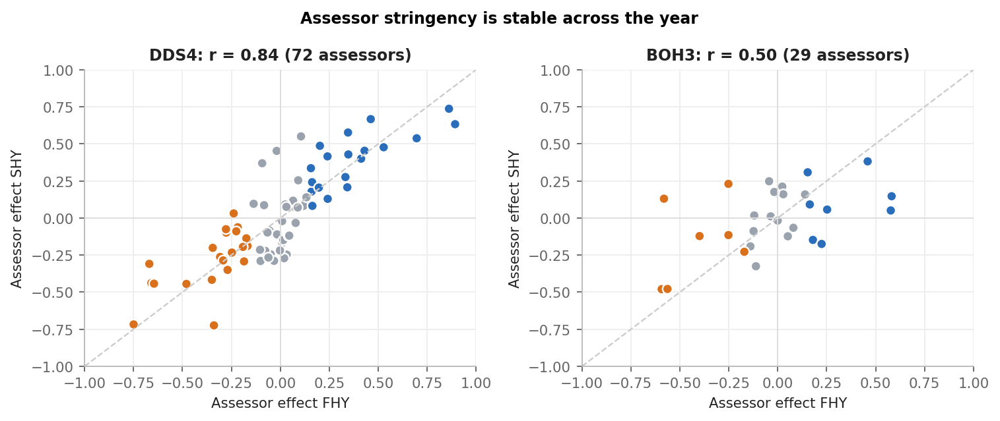 Assessor stringency is stable across the year
DDS4: r = 0.84 (72 assessors)
1.00
0.75
0.50
0.25
0.00
−0.25
−0.50
−0.75
−1.00
Assessor effect SHY
−1.00 −0.75 −0.50 −0.25 0.00 0.25 0.50 0.75 1.00
Assessor effect FHY
BOH3: r = 0.50 (29 assessors)
1.00
0.75
0.50
0.25
0.00
−0.25
−0.50
−0.75
−1.00
Assessor effect SHY
−1.00 −0.75 −0.50 −0.25 0.00 0.25 0.50 0.75 1.00
Assessor effect FHY